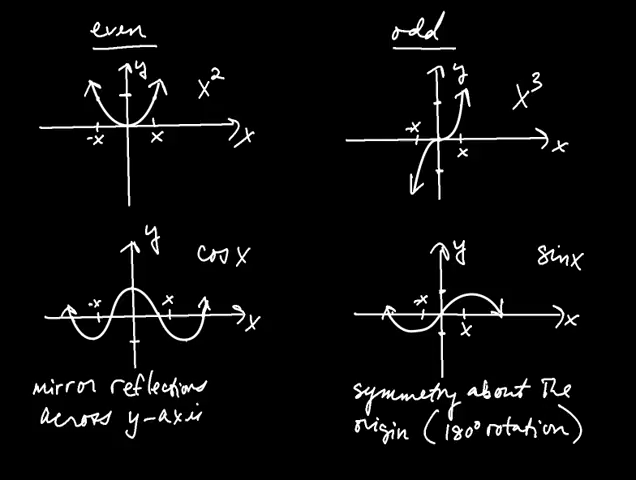 even
y
x²
-x
x
x
odd
y
x³
-x
x
x
y
cos x
-x
x
x
mirror reflections
across y-axis
y
sin x
-x
x
x
symmetry about the
origin (180° rotation)